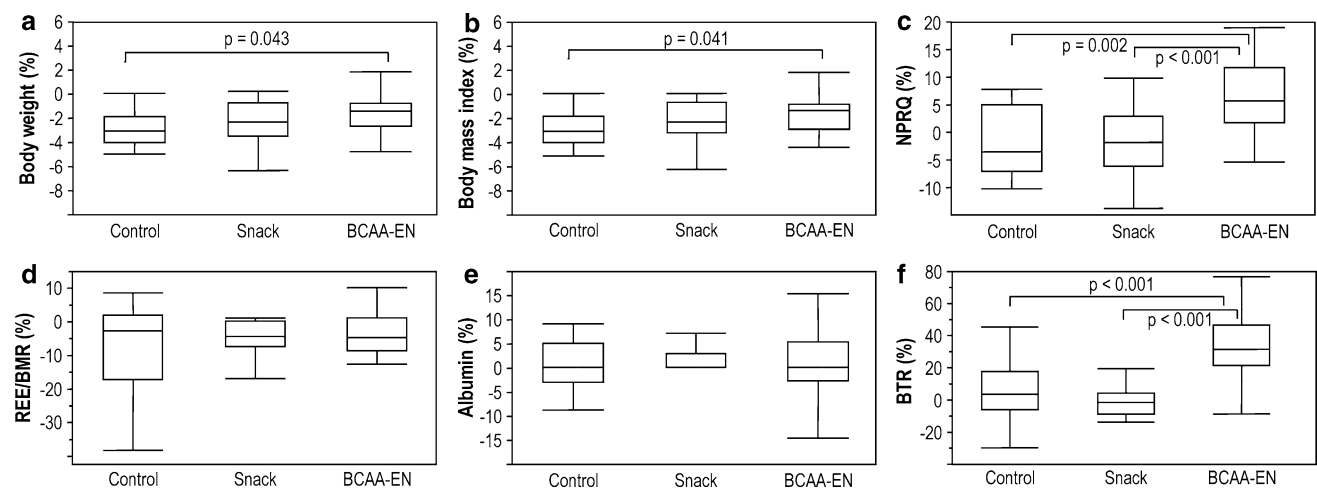 a
Body weight (%)
6
4
2
0
-2
-4
-6
-8
p = 0.043
Control Snack BCAA-EN
b
Body mass index (%)
6
4
2
0
-2
-4
-6
-8
p = 0.041
Control Snack BCAA-EN
c
NPRQ (%)
20
15
10
5
0
-5
-10
p = 0.002
p < 0.001
Control Snack BCAA-EN
d
REE/BMR (%)
10
0
-10
-20
-30
Control Snack BCAA-EN
e
Albumin (%)
15
10
5
0
-5
-10
-15
Control Snack BCAA-EN
f
BTR (%)
80
60
40
20
0
-20
p < 0.001
p < 0.001
Control Snack BCAA-EN